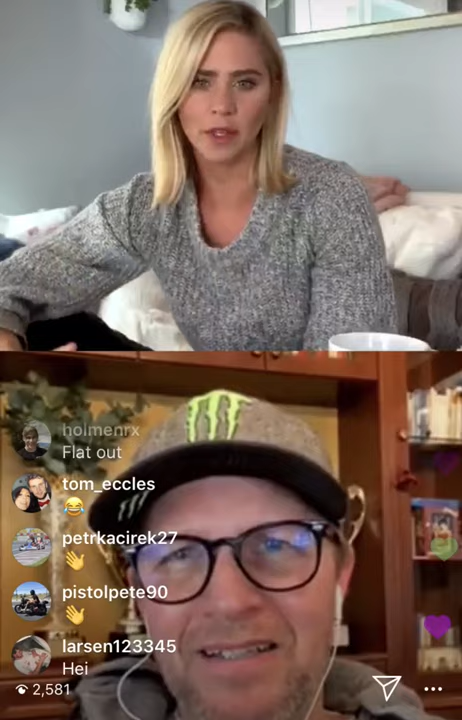 holmenrx
Flat out
tom_eccles
😂
petrkacirek27
👋
pistolpete90
👋
larsen123345
Hei
2,581